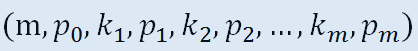 (m, p₀, k₁, p₁, k₂, p₂, …, kₘ, pₘ)